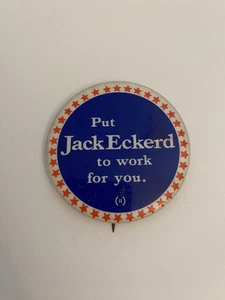 Put
Jack Eckerd
to work
for you.
(R)